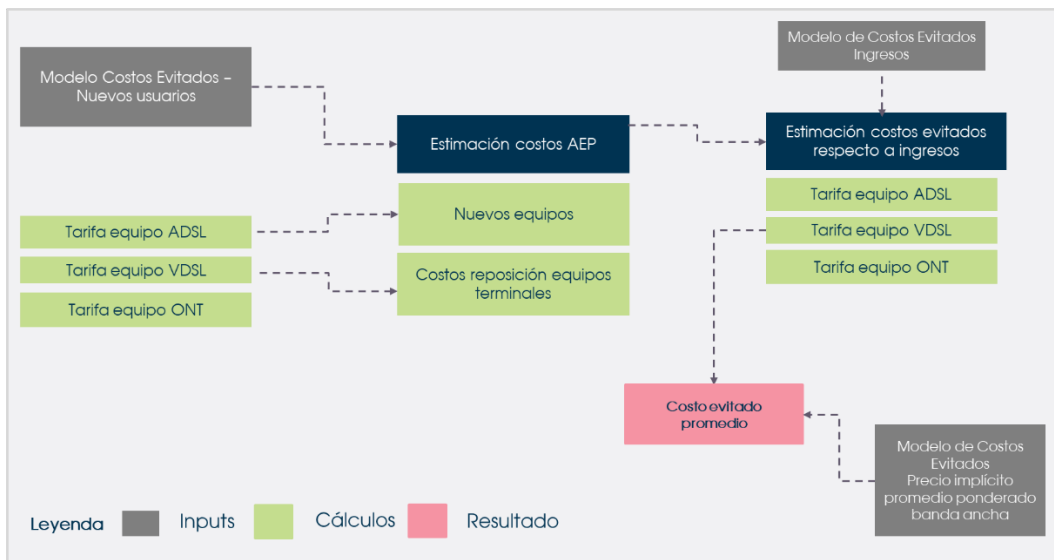 Modelo de Costos Evitados
Ingresos
Modelo Costos Evitados –
Nuevos usuarios
Estimación costos AEP
Estimación costos evitados
respecto a ingresos
Tarifa equipo ADSL
Tarifa equipo VDSL
Tarifa equipo ONT
Nuevos equipos
Costos reposición equipos
terminales
Tarifa equipo ADSL
Tarifa equipo VDSL
Tarifa equipo ONT
Costo evitado
promedio
Modelo de Costos
Evitados
Precio implícito
promedio ponderado
banda ancha
Leyenda
Inputs
Cálculos
Resultado